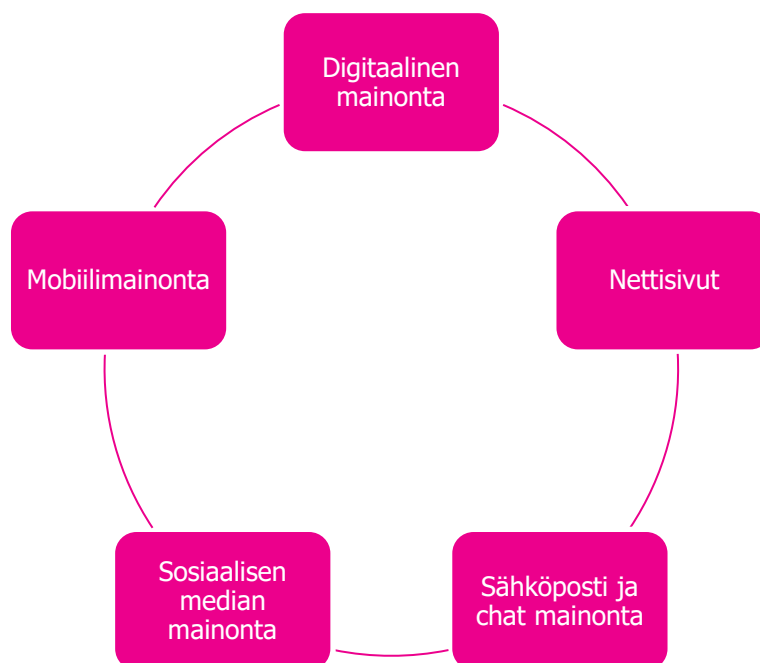 Digitaalinen
mainonta
Mobiilimainonta
Nettisivut
Sosiaalisen
median
mainonta
Sähköposti ja
chat mainonta